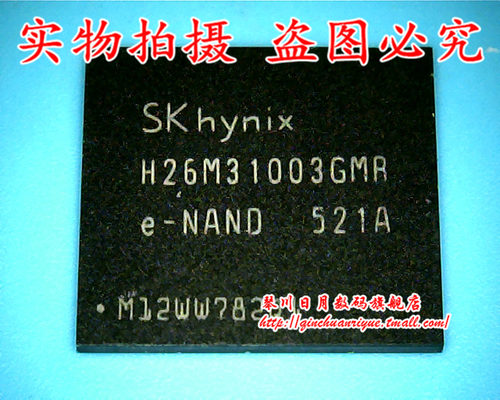 实物拍摄 盗图必究
SK hynix
H26M31003GMR
e-NAND 521A
琴川日月数码旗舰店
http://qinchuanriyue.tmall.com/